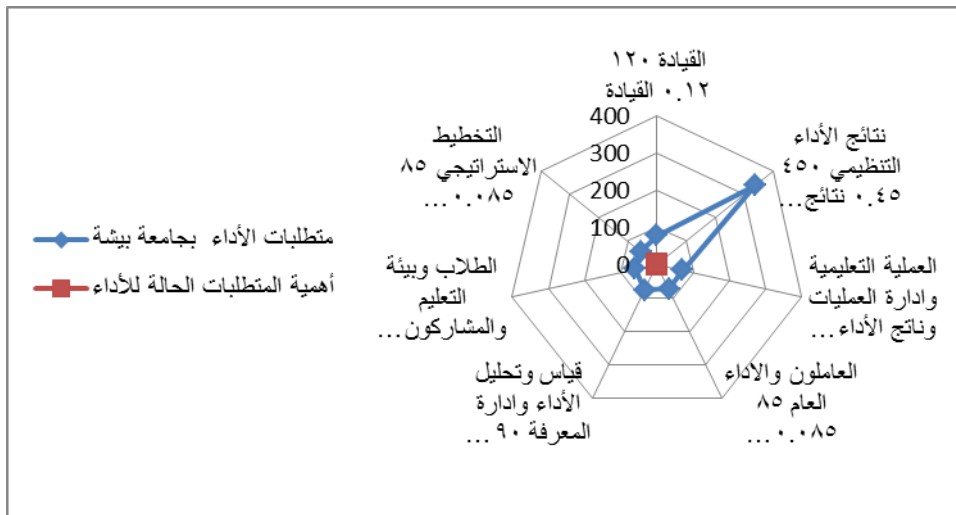 القيادة ١٢٠
٠.١٢ القيادة
نتائج الأداء
التنظيمي ٤٥٠
٠.٤٥ نتائج...
العملية التعليمية
وادارة العمليات
وناتج الأداء...
العاملون والاداء
العام ٨٥
٠.٠٨٥...
قياس وتحليل
الأداء وادارة
المعرفة ٩٠...
الطلاب وبيئة
التعليم
والمشاركون...
التخطيط
الاستراتيجي ٨٥
٠.٠٨٥...
400
300
200
100
0
متطلبات الأداء بجامعة بيشة
أهمية المتطلبات الحالة للأداء